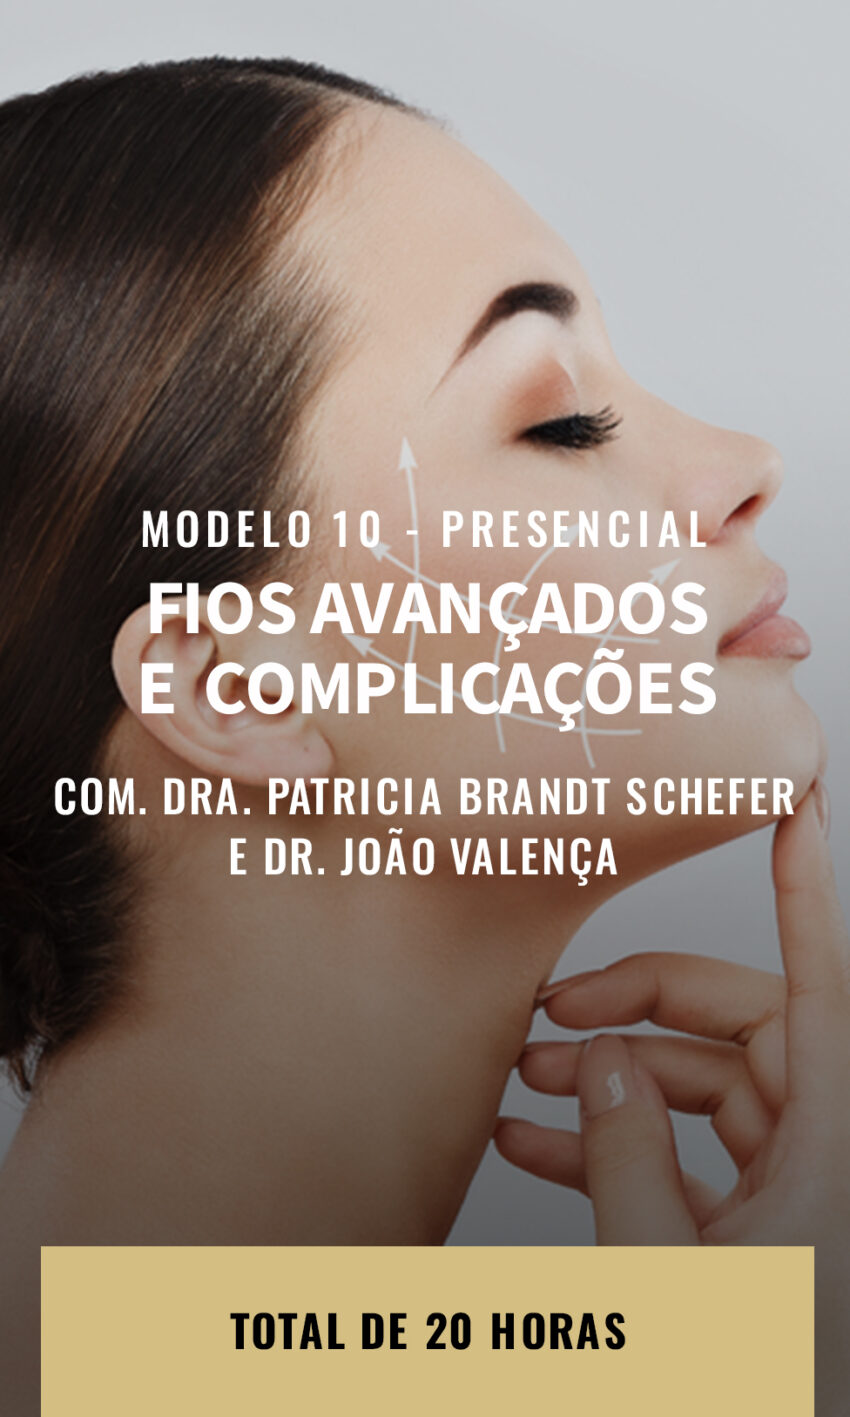 MODELO 10 - PRESENCIAL
FIOS AVANÇADOS
E COMPLICAÇÕES
COM. DRA. PATRICIA BRANDT SCHEFER
E DR. JOÃO VALENÇA
TOTAL DE 20 HORAS